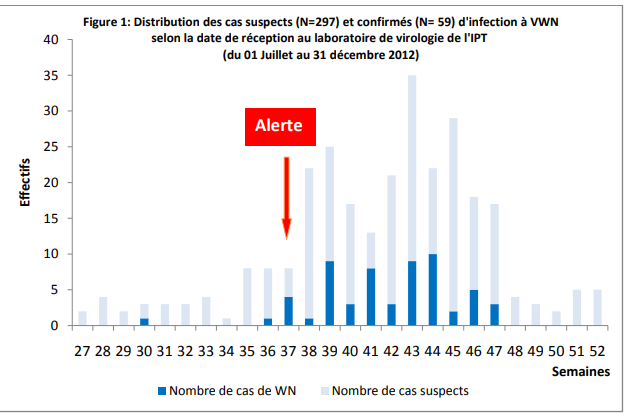 Figure 1: Distribution des cas suspects (N=297) et confirmés (N= 59) d'infection à VWN
selon la date de réception au laboratoire de virologie de l'IPT
(du 01 Juillet au 31 décembre 2012)
40
35
30
25
20
15
10
5
0
Effectifs
Alerte
27 28 29 30 31 32 33 34 35 36 37 38 39 40 41 42 43 44 45 46 47 48 49 50 51 52
Semaines
Nombre de cas de WN Nombre de cas suspects